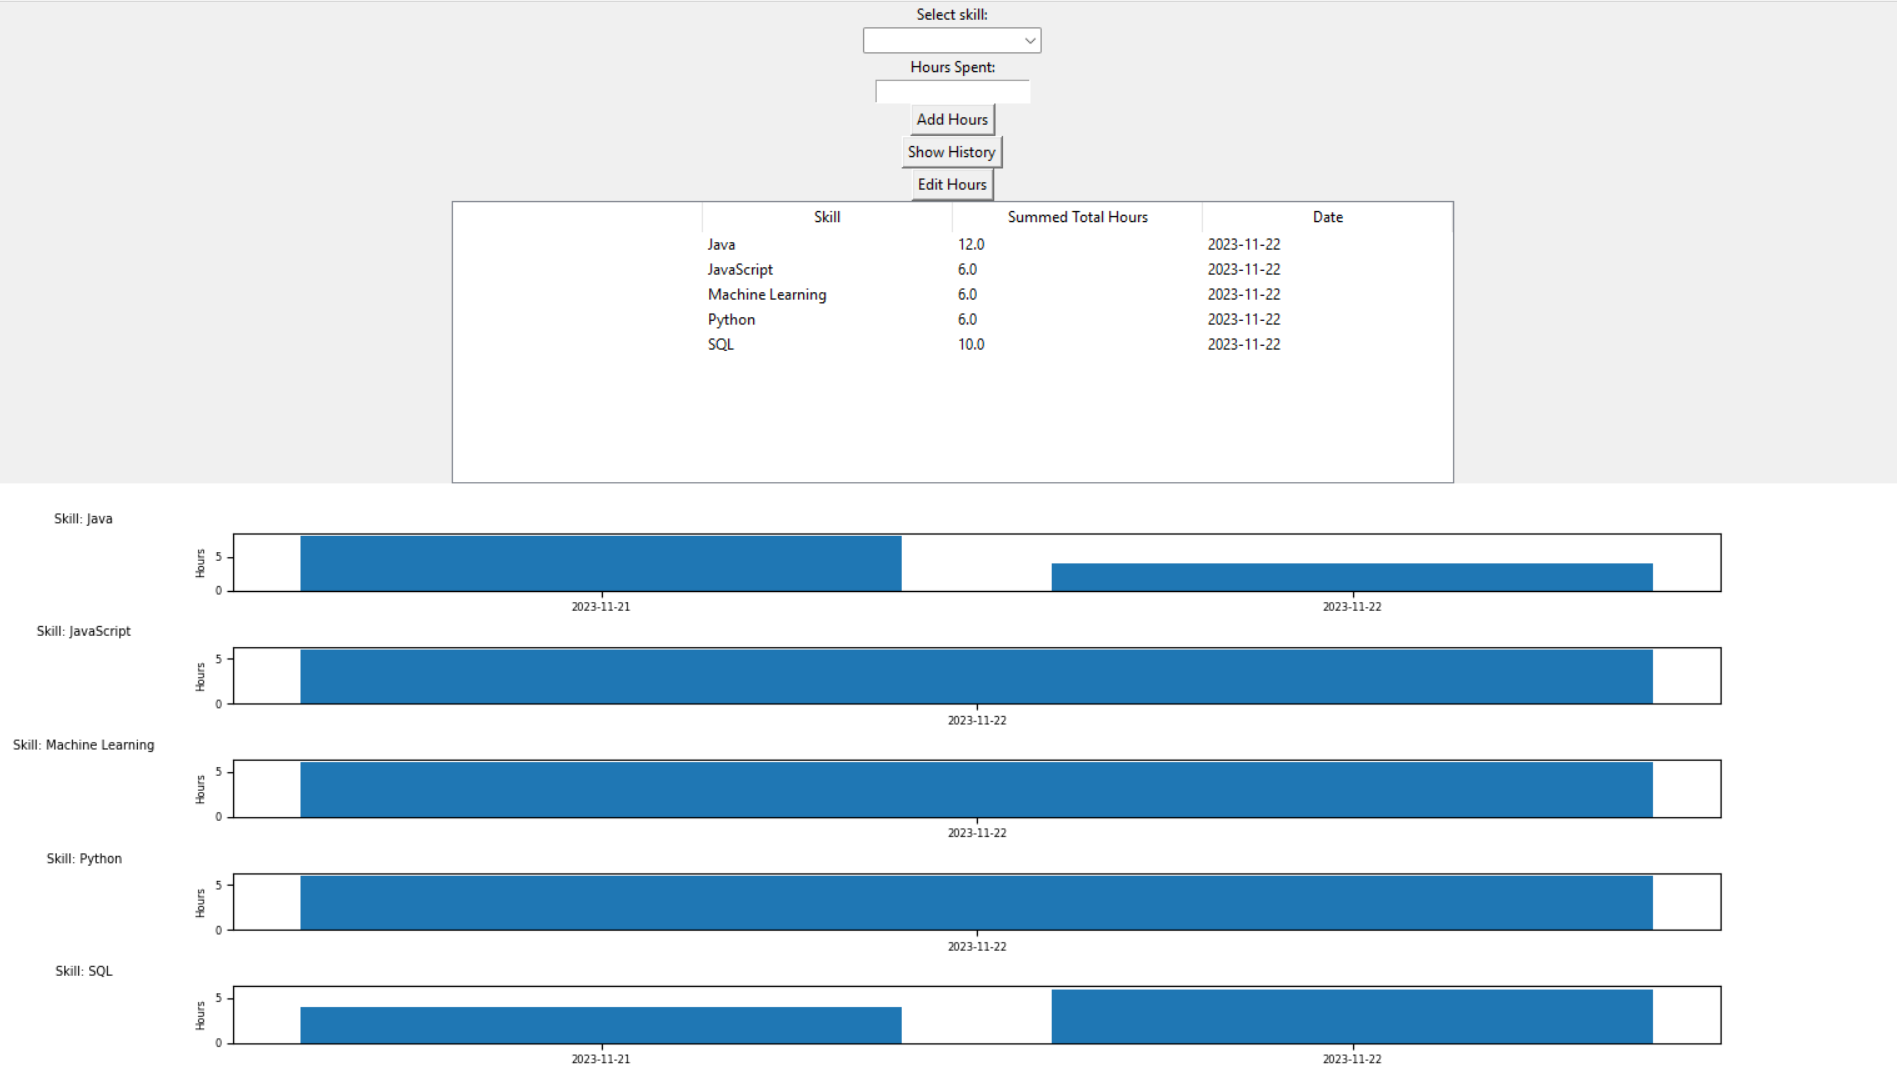 Select skill:
Hours Spent:
Add Hours
Show History
Edit Hours
Skill Summed Total Hours Date
Java 12.0 2023-11-22
JavaScript 6.0 2023-11-22
Machine Learning 6.0 2023-11-22
Python 6.0 2023-11-22
SQL 10.0 2023-11-22
Skill: Java
Hours
5
0
2023-11-21 2023-11-22
Skill: JavaScript
Hours
5
0
2023-11-22
Skill: Machine Learning
Hours
5
0
2023-11-22
Skill: Python
Hours
5
0
2023-11-22
Skill: SQL
Hours
5
0
2023-11-21 2023-11-22